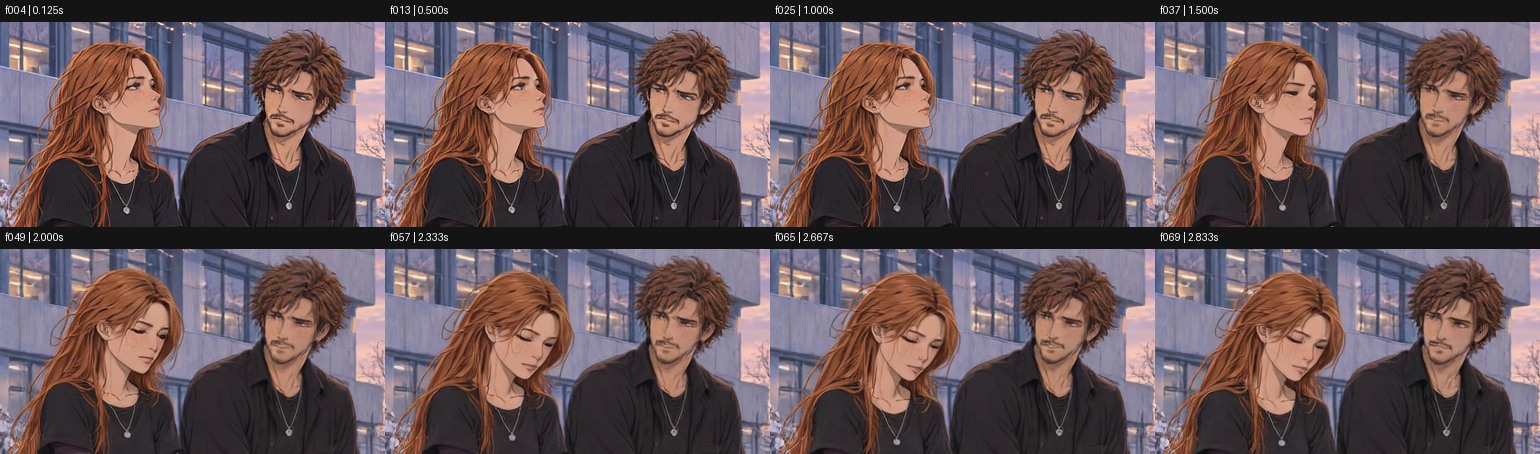 f004 | 0.125s
f013 | 0.500s
f025 | 1.000s
f037 | 1.500s
f049 | 2.000s
f057 | 2.333s
f065 | 2.667s
f069 | 2.833s